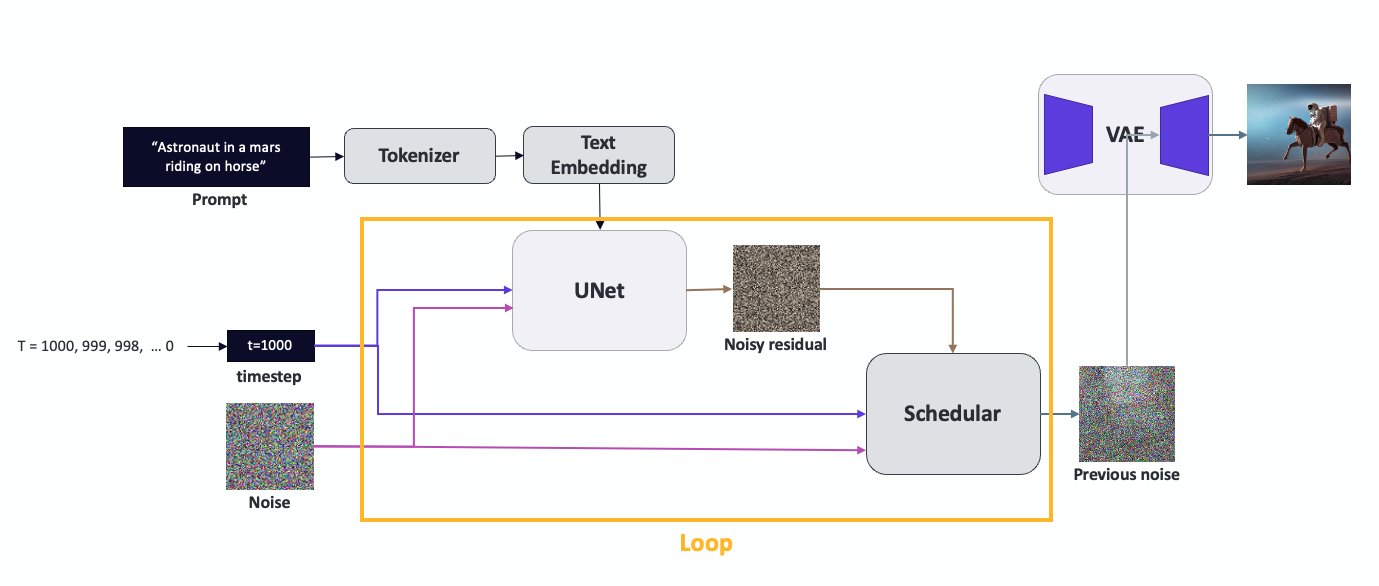 VAE
“Astronaut in a mars
riding on horse”
Prompt
Tokenizer
Text
Embedding
UNet
Noisy residual
T = 1000, 999, 998, ... 0
t=1000
timestep
Noise
Schedular
Previous noise
Loop